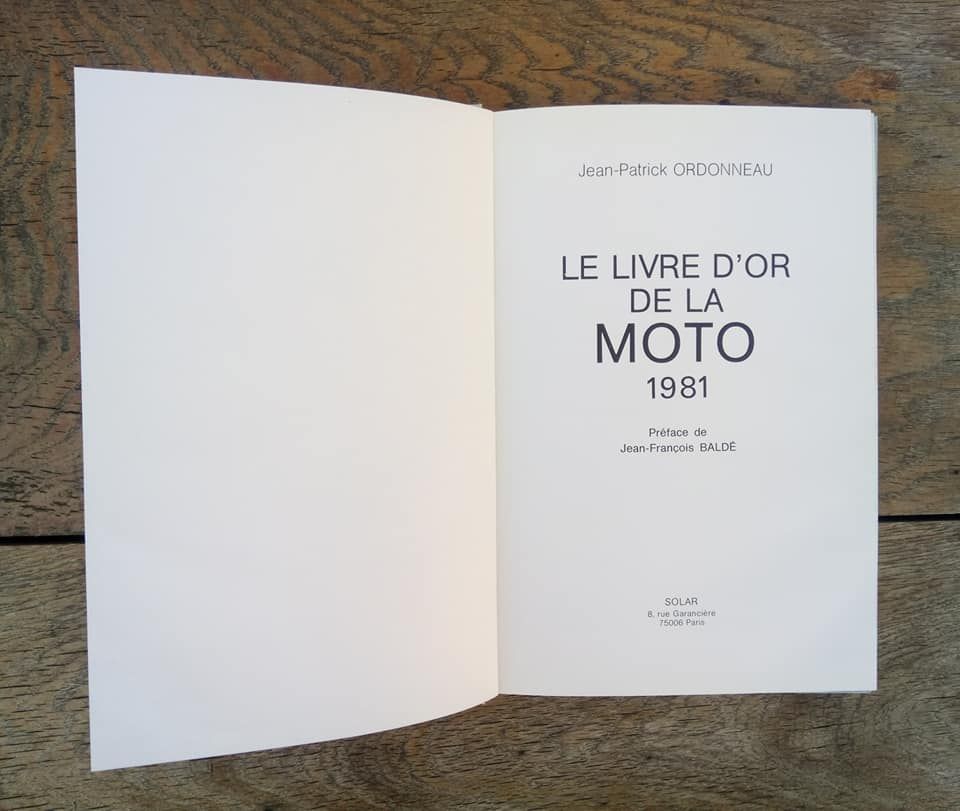 Jean-Patrick ORDONNEAU
LE LIVRE D'OR
DE LA
MOTO
1981
Préface de
Jean-François BALDÉ
SOLAR
8, rue Garancière
75006 Paris